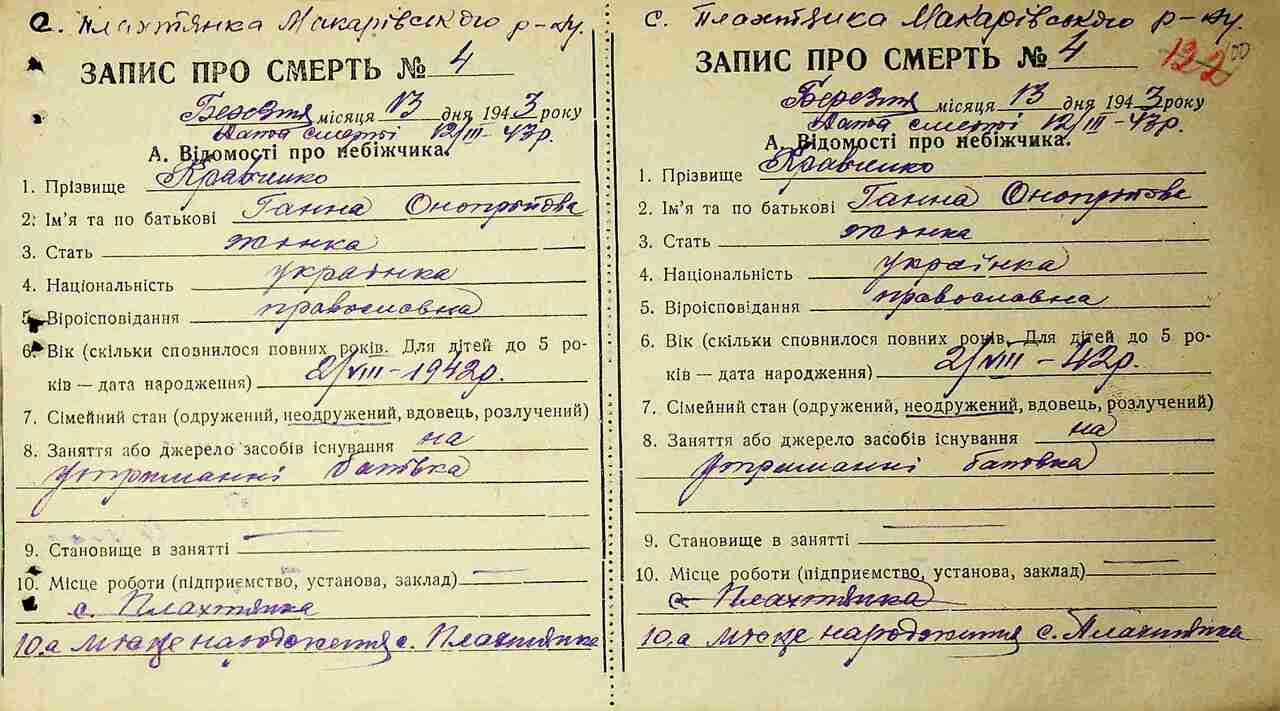 с. Плахтянка Макарівського р-ну.
ЗАПИС ПРО СМЕРТЬ № 4
Березня місяця 13 дня 1943 року
Дата смерті 12/III-43р.
А. Відомості про небіжчика.
1. Прізвище Кравченко
2. Ім'я та по батькові Ганна Онопріївна
3. Стать жінка
4. Національність українка
5. Віроісповідання православна
6. Вік (скільки сповнилося повних років. Для дітей до 5 ро-
ків — дата народження) 2/VIII-1942р.
7. Сімейний стан (одружений, неодружений, вдовець, розлучений)
8. Заняття або джерело засобів існування на
утриманні батька
9. Становище в занятті —
10. Місце роботи (підприємство, установа, заклад) —
с. Плахтянка
10.а місце народження с. Плахтянка
с. Плахтянка Макарівського р-ну.
ЗАПИС ПРО СМЕРТЬ № 4
Березня місяця 13 дня 1943 року
Дата смерті 12/III-43р.
А. Відомості про небіжчика.
1. Прізвище Кравченко
2. Ім'я та по батькові Ганна Онопріївна
3. Стать жінка
4. Національність українка
5. Віроісповідання православна
6. Вік (скільки сповнилося повних років. Для дітей до 5 ро-
ків — дата народження) 2/VIII-42р.
7. Сімейний стан (одружений, неодружений, вдовець, розлучений)
8. Заняття або джерело засобів існування на
утриманні батька
9. Становище в занятті —
10. Місце роботи (підприємство, установа, заклад) —
с. Плахтянка
10.а місце народження с. Плахтянка